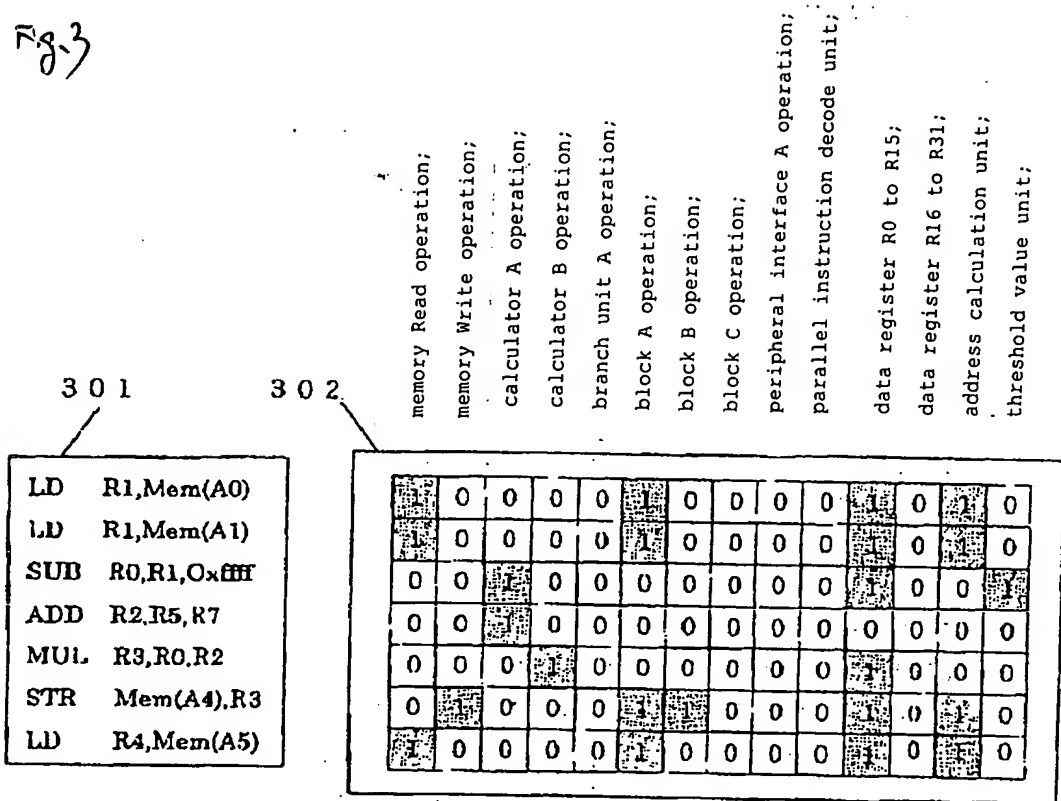 Fig.3
memory Read operation;
memory Write operation;
calculator A operation;
calculator B operation;
branch unit A operation;
block A operation;
block B operation;
block C operation;
peripheral interface A operation;
parallel instruction decode unit;
data register R0 to R15;
data register R16 to R31;
address calculation unit;
threshold value unit;
301
302
LD R1,Mem(A0)
LD R1,Mem(A1)
SUB R0,R1,0xffff
ADD R2,R5,R7
MUL R3,R0,R2
STR Mem(A4),R3
LD R4,Mem(A5)
1 0 0 0 0 1 0 0 0 0 1 0 1 0
1 0 0 0 0 1 0 0 0 0 1 0 1 0
0 0 1 0 0 0 0 0 0 0 1 0 0 1
0 0 1 0 0 0 0 0 0 0 0 0 0 0
0 0 0 1 0 0 0 0 0 0 1 0 0 0
0 1 0 0 0 1 1 0 0 0 1 0 1 0
1 0 0 0 0 1 0 0 0 0 1 0 1 0